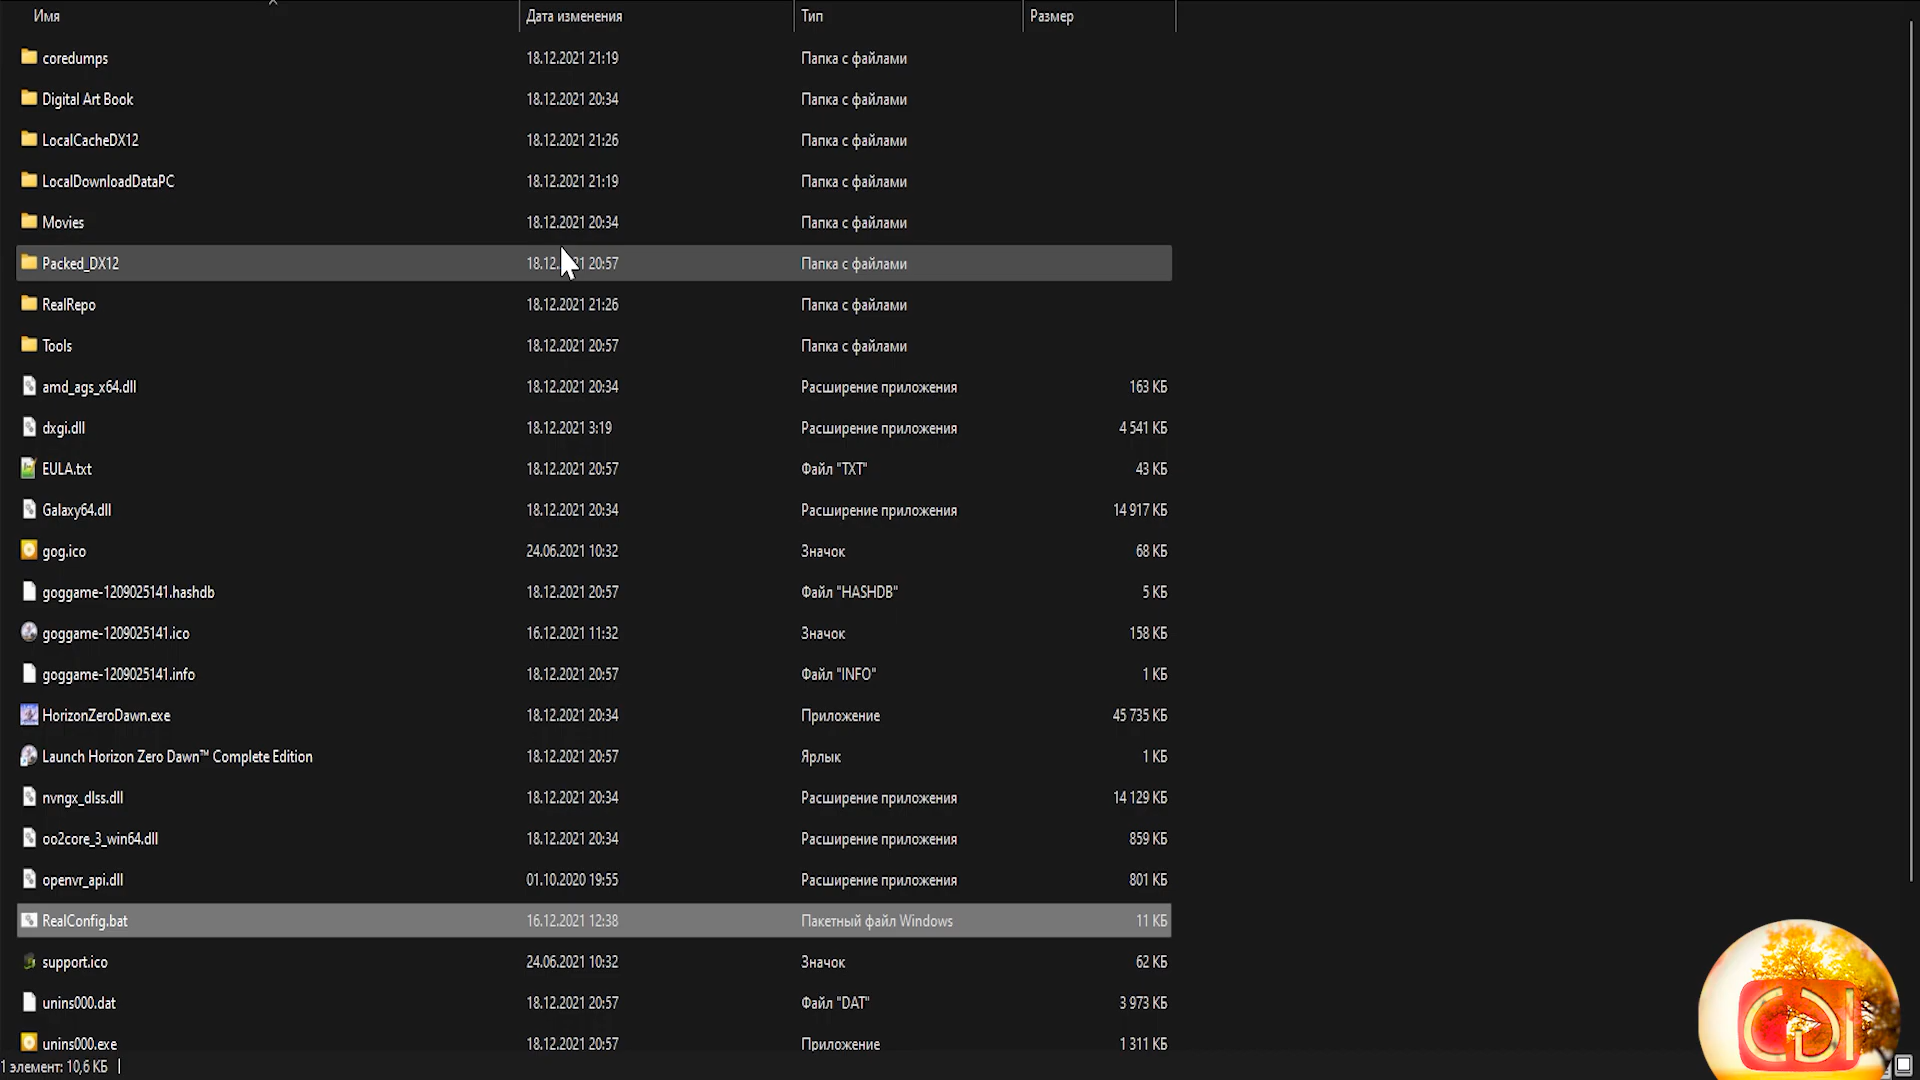 Имя Дата изменения Тип Размер
coredumps 18.12.2021 21:19 Папка с файлами
Digital Art Book 18.12.2021 20:34 Папка с файлами
LocalCacheDX12 18.12.2021 21:26 Папка с файлами
LocalDownloadDataPC 18.12.2021 21:19 Папка с файлами
Movies 18.12.2021 20:34 Папка с файлами
Packed_DX12 18.12. 21 20:57 Папка с файлами
RealRepo 18.12.2021 21:26 Папка с файлами
Tools 18.12.2021 20:57 Папка с файлами
amd_ags_x64.dll 18.12.2021 20:34 Расширение приложения 163 КБ
dxgi.dll 18.12.2021 3:19 Расширение приложения 4 541 КБ
EULA.txt 18.12.2021 20:57 Файл "TXT" 43 КБ
Galaxy64.dll 18.12.2021 20:34 Расширение приложения 14 917 КБ
gog.ico 24.06.2021 10:32 Значок 68 КБ
goggame-1209025141.hashdb 18.12.2021 20:57 Файл "HASHDB" 5 КБ
goggame-1209025141.ico 16.12.2021 11:32 Значок 158 КБ
goggame-1209025141.info 18.12.2021 20:57 Файл "INFO" 1 КБ
HorizonZeroDawn.exe 18.12.2021 20:34 Приложение 45 735 КБ
Launch Horizon Zero Dawn™ Complete Edition 18.12.2021 20:57 Ярлык 1 КБ
nvngx_dlss.dll 18.12.2021 20:34 Расширение приложения 14 129 КБ
oo2core_3_win64.dll 18.12.2021 20:34 Расширение приложения 859 КБ
openvr_api.dll 01.10.2020 19:55 Расширение приложения 801 КБ
RealConfig.bat 16.12.2021 12:38 Пакетный файл Windows 11 КБ
support.ico 24.06.2021 10:32 Значок 62 КБ
unins000.dat 18.12.2021 20:57 Файл "DAT" 3 973 КБ
unins000.exe 18.12.2021 20:57 Приложение 1 311 КБ
1 элемент: 10,6 КБ